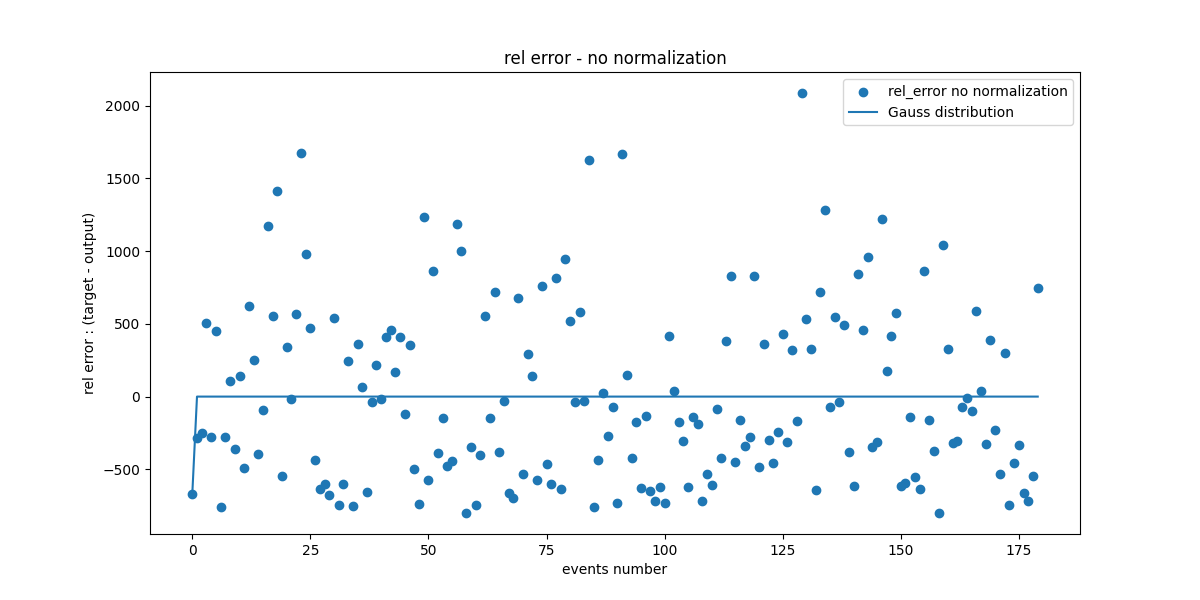 rel error - no normalization
rel_error no normalization
Gauss distribution
2000
1500
1000
500
0
−500
rel error : (target - output)
0 25 50 75 100 125 150 175
events number